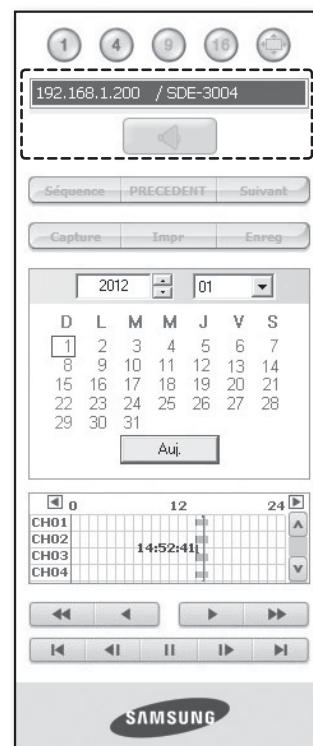 1 4 9 16
192.168.1.200 / SDE-3004
Séquence PRECEDENT Suivant
Capture Impr Enreg
2012 01
D L M M J V S
1 2 3 4 5 6 7
8 9 10 11 12 13 14
15 16 17 18 19 20 21
22 23 24 25 26 27 28
29 30 31
Auj.
0 12 24
CH01
CH02
14:52:41
CH03
CH04
SAMSUNG